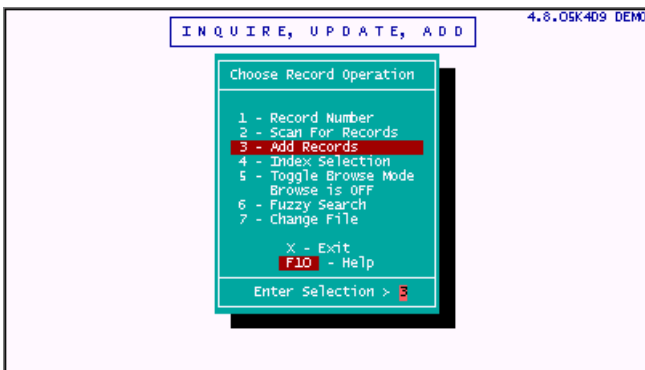 4.8.05K4D9 DEMO
INQUIRE, UPDATE, ADD
Choose Record Operation
1 - Record Number
2 - Scan For Records
3 - Add Records
4 - Index Selection
5 - Toggle Browse Mode
Browse is OFF
6 - Fuzzy Search
7 - Change File
X - Exit
F10 - Help
Enter Selection > 3